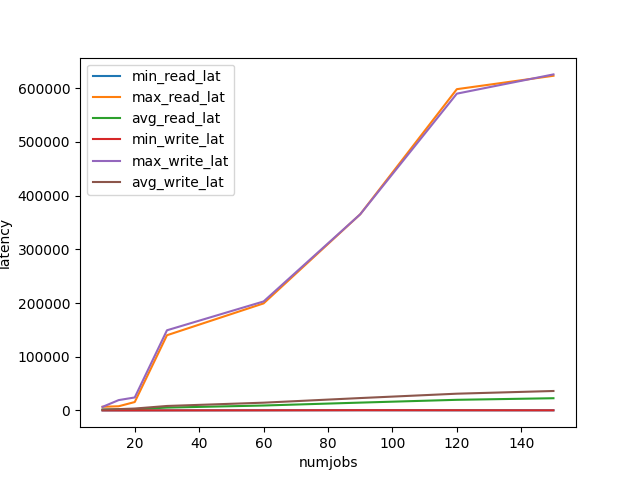 600000
500000
400000
300000
200000
100000
0
latency
min_read_lat
max_read_lat
avg_read_lat
min_write_lat
max_write_lat
avg_write_lat
20 40 60 80 100 120 140
numjobs